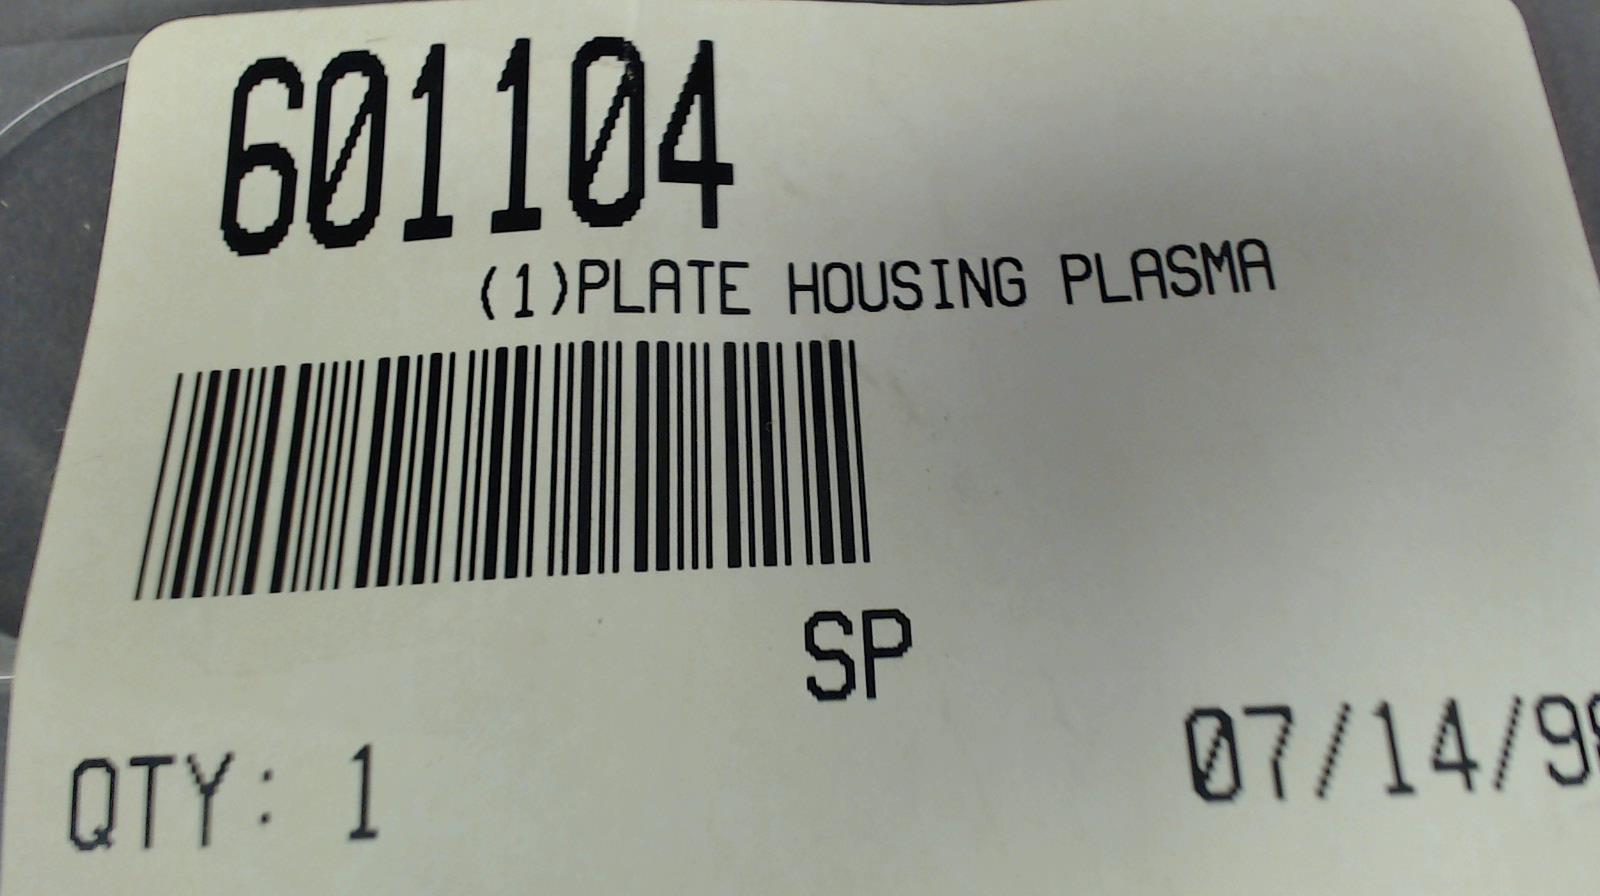 601104
(1)PLATE HOUSING PLASMA
SP
QTY: 1
07/14/9